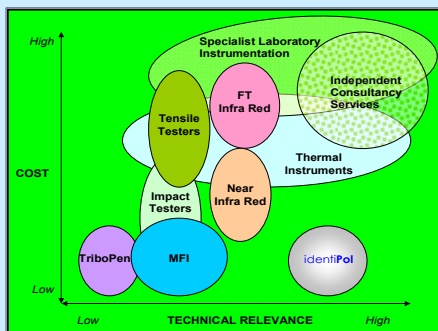 High
Specialist Laboratory
Instrumentation
Independent
Consultancy
Services
FT
Infra Red
Tensile
Testers
Thermal
Instruments
COST
Impact
Testers
Near
Infra Red
TriboPen
MFI
identiPol
Low
Low
TECHNICAL RELEVANCE
High